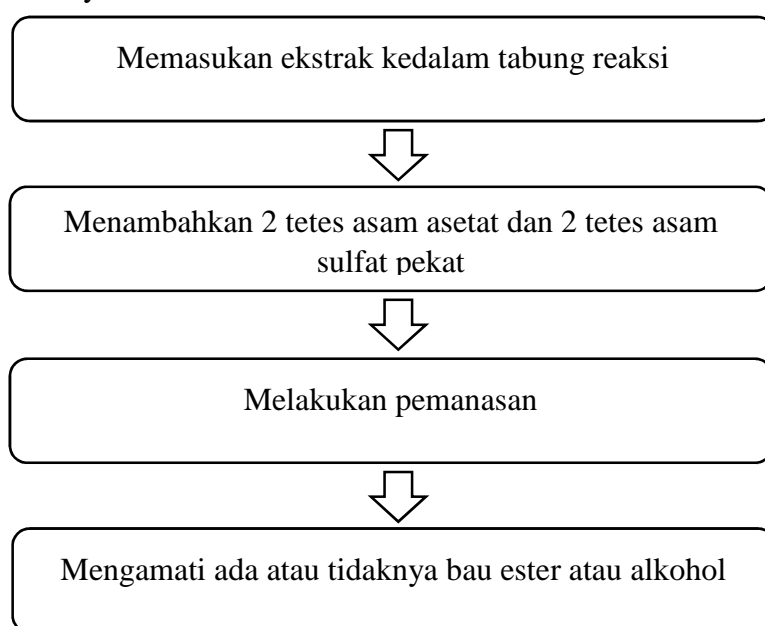 Memasukan ekstrak kedalam tabung reaksi
Menambahkan 2 tetes asam asetat dan 2 tetes asam
sulfat pekat
Melakukan pemanasan
Mengamati ada atau tidaknya bau ester atau alkohol